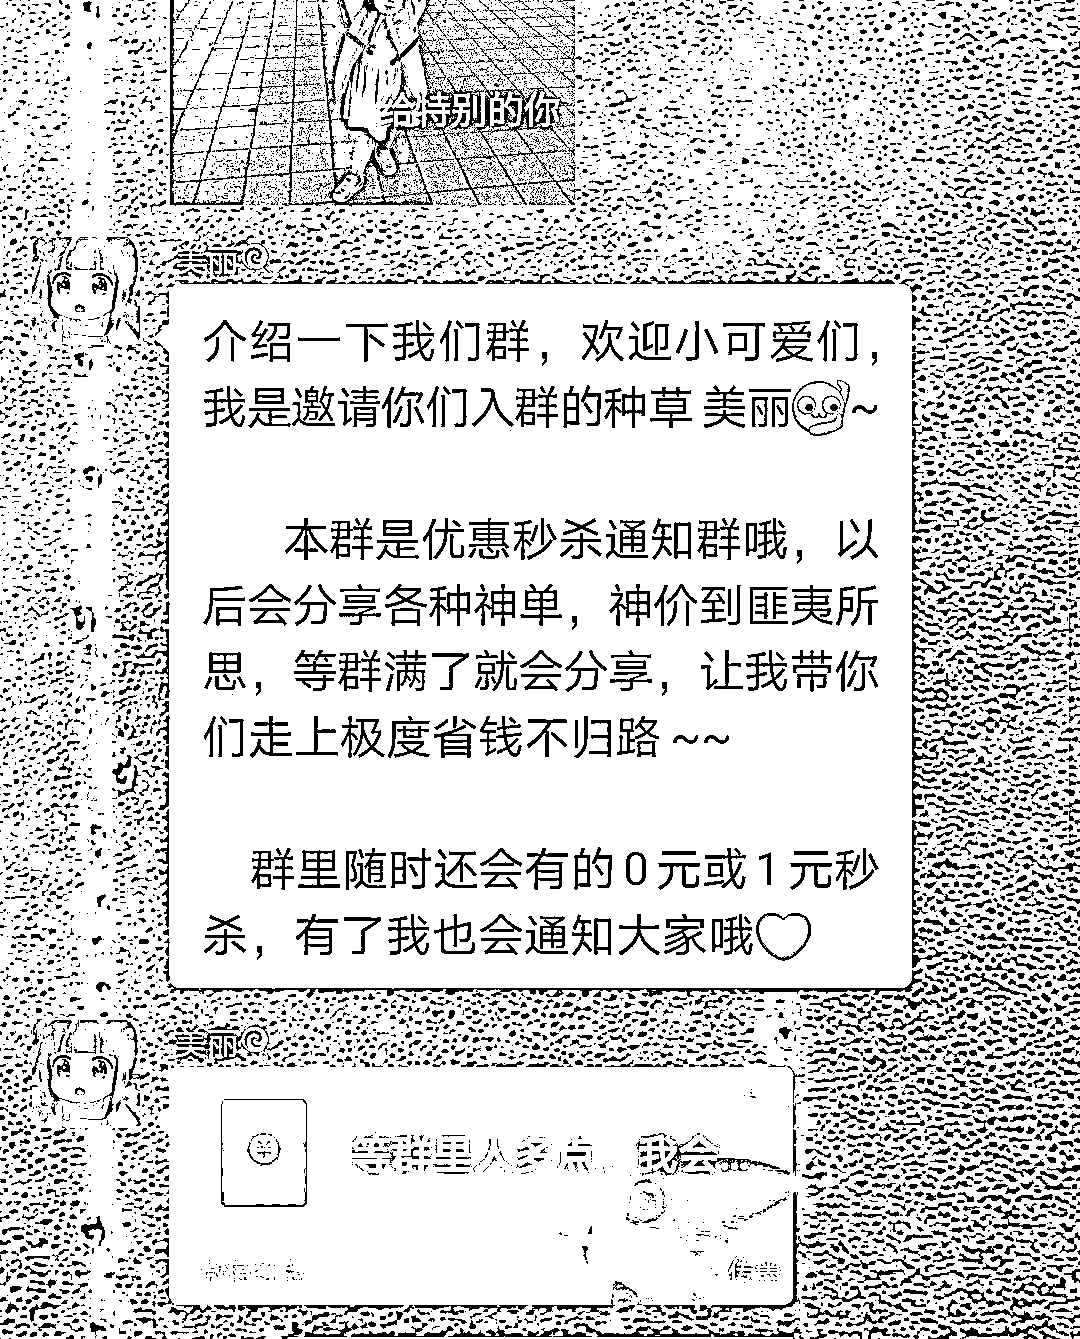 给特别的你
美丽
介绍一下我们群，欢迎小可爱们，
我是邀请你们入群的种草 美丽~
本群是优惠秒杀通知群哦，以
后会分享各种神单，神价到匪夷所
思，等群满了就会分享，让我带你
们走上极度省钱不归路 ~~
群里随时还会有的0元或1元秒
杀，有了我也会通知大家哦♡
美丽
等群里人多点，我会...